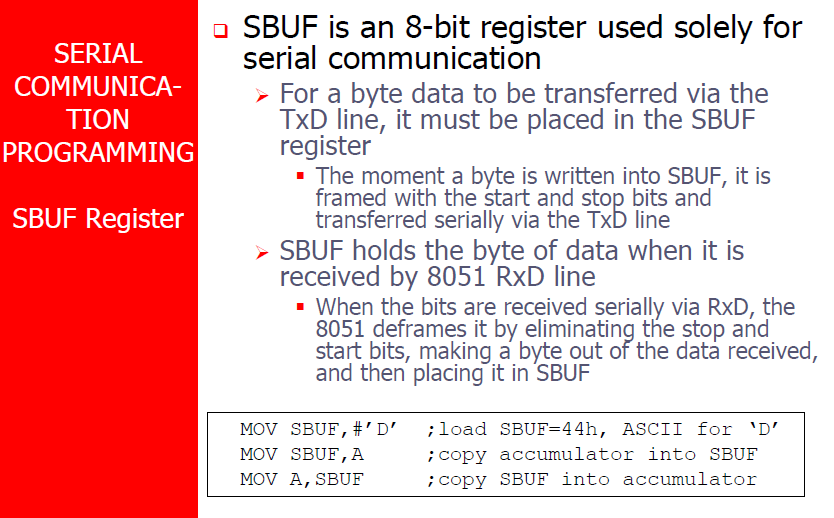 SERIAL
COMMUNICA-
TION
PROGRAMMING
SBUF Register
SBUF is an 8-bit register used solely for
serial communication
For a byte data to be transferred via the
TxD line, it must be placed in the SBUF
register
The moment a byte is written into SBUF, it is
framed with the start and stop bits and
transferred serially via the TxD line
SBUF holds the byte of data when it is
received by 8051 RxD line
When the bits are received serially via RxD, the
8051 deframes it by eliminating the stop and
start bits, making a byte out of the data received,
and then placing it in SBUF
MOV SBUF,#’D’ ;load SBUF=44h, ASCII for ‘D’
MOV SBUF,A ;copy accumulator into SBUF
MOV A,SBUF ;copy SBUF into accumulator